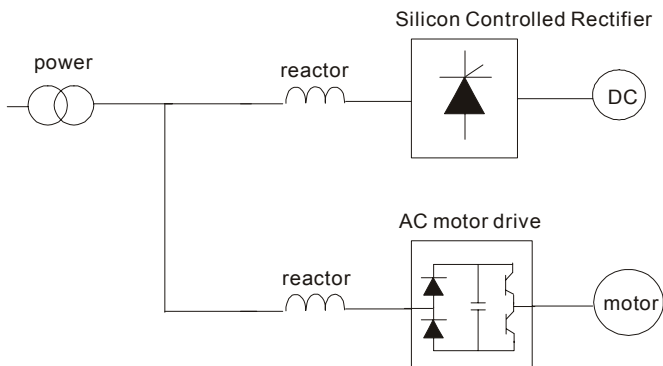 Silicon Controlled Rectifier
power
reactor
DC
AC motor drive
reactor
motor